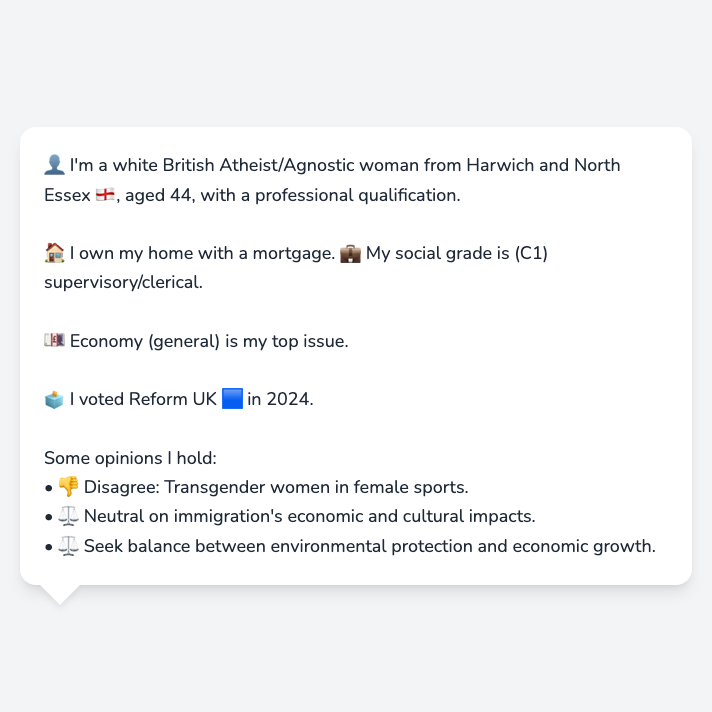 👤 I'm a white British Atheist/Agnostic woman from Harwich and North
Essex 🏴󠁧󠁢󠁥󠁮󠁧󠁿, aged 44, with a professional qualification.
🏠 I own my home with a mortgage. 💼 My social grade is (C1)
supervisory/clerical.
💷 Economy (general) is my top issue.
🗳️ I voted Reform UK 🟦 in 2024.
Some opinions I hold:
• 👎 Disagree: Transgender women in female sports.
• ⚖️ Neutral on immigration's economic and cultural impacts.
• ⚖️ Seek balance between environmental protection and economic growth.